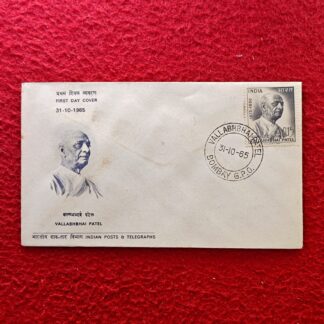 प्रथम दिवस आवरण
FIRST DAY COVER
31-10-1965
वल्लभभाई पटेल
VALLABHBHAI PATEL
भारतीय डाक-तार विभाग INDIAN POSTS & TELEGRAPHS
VALLABHBHAI PATEL
31-10-65
BOMBAY G.P.O.
INDIA भारत
PATEL